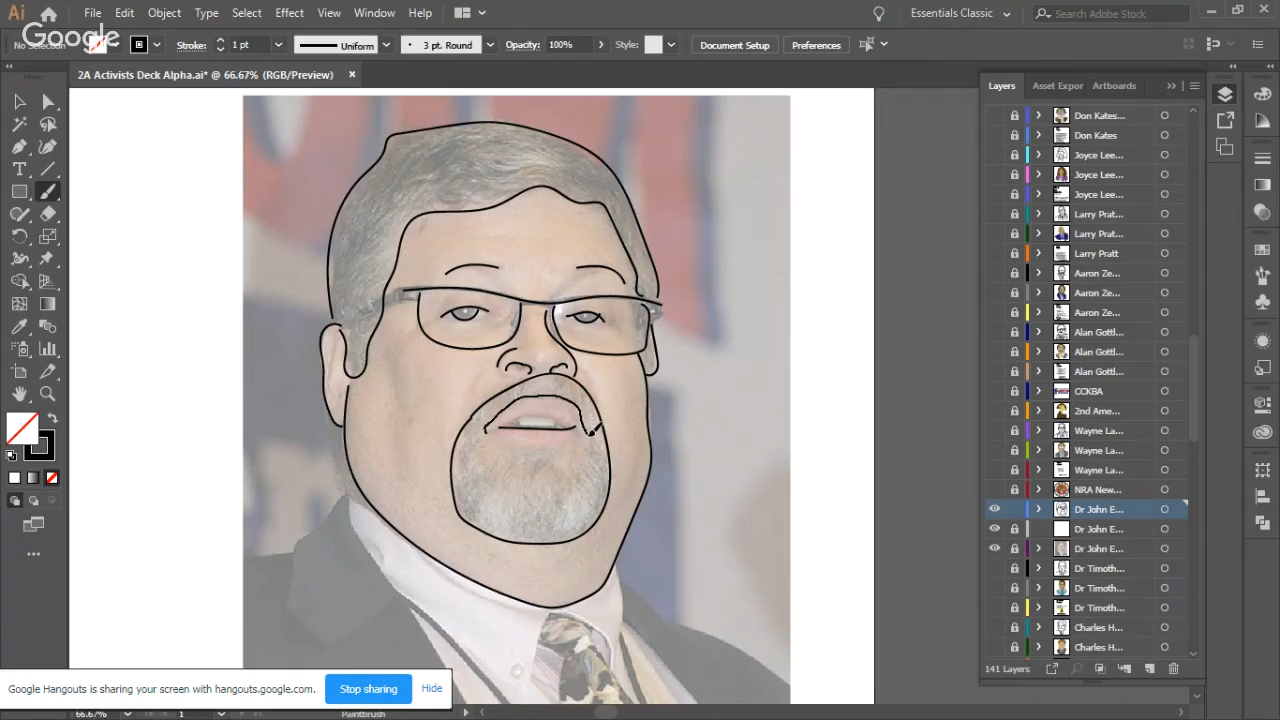 Ai File Edit Object Type Select Effect View Window Help Essentials Classic Search Adobe Stock
Google
No Selection Stroke: 1 pt Uniform 3 pt. Round Opacity: 100% Style: Document Setup Preferences
2A Activists Deck Alpha.ai* @ 66.67% (RGB/Preview) ×
Layers Asset Expor Artboards
Don Kates...
Don Kates
Joyce Lee...
Joyce Lee...
Joyce Lee...
Larry Prat...
Larry Prat...
Larry Pratt
Aaron Ze...
Aaron Ze...
Aaron Ze...
Alan Gottl...
Alan Gottl...
Alan Gottl...
CCKBA
2nd Ame...
Wayne La...
Wayne La...
Wayne La...
NRA New...
Dr John E...
Dr John E...
Dr John E...
Dr Timoth...
Dr Timoth...
Dr Timoth...
Charles H...
Charles H...
141 Layers
Google Hangouts is sharing your screen with hangouts.google.com. Stop sharing Hide
66.67% 1 Paintbrush